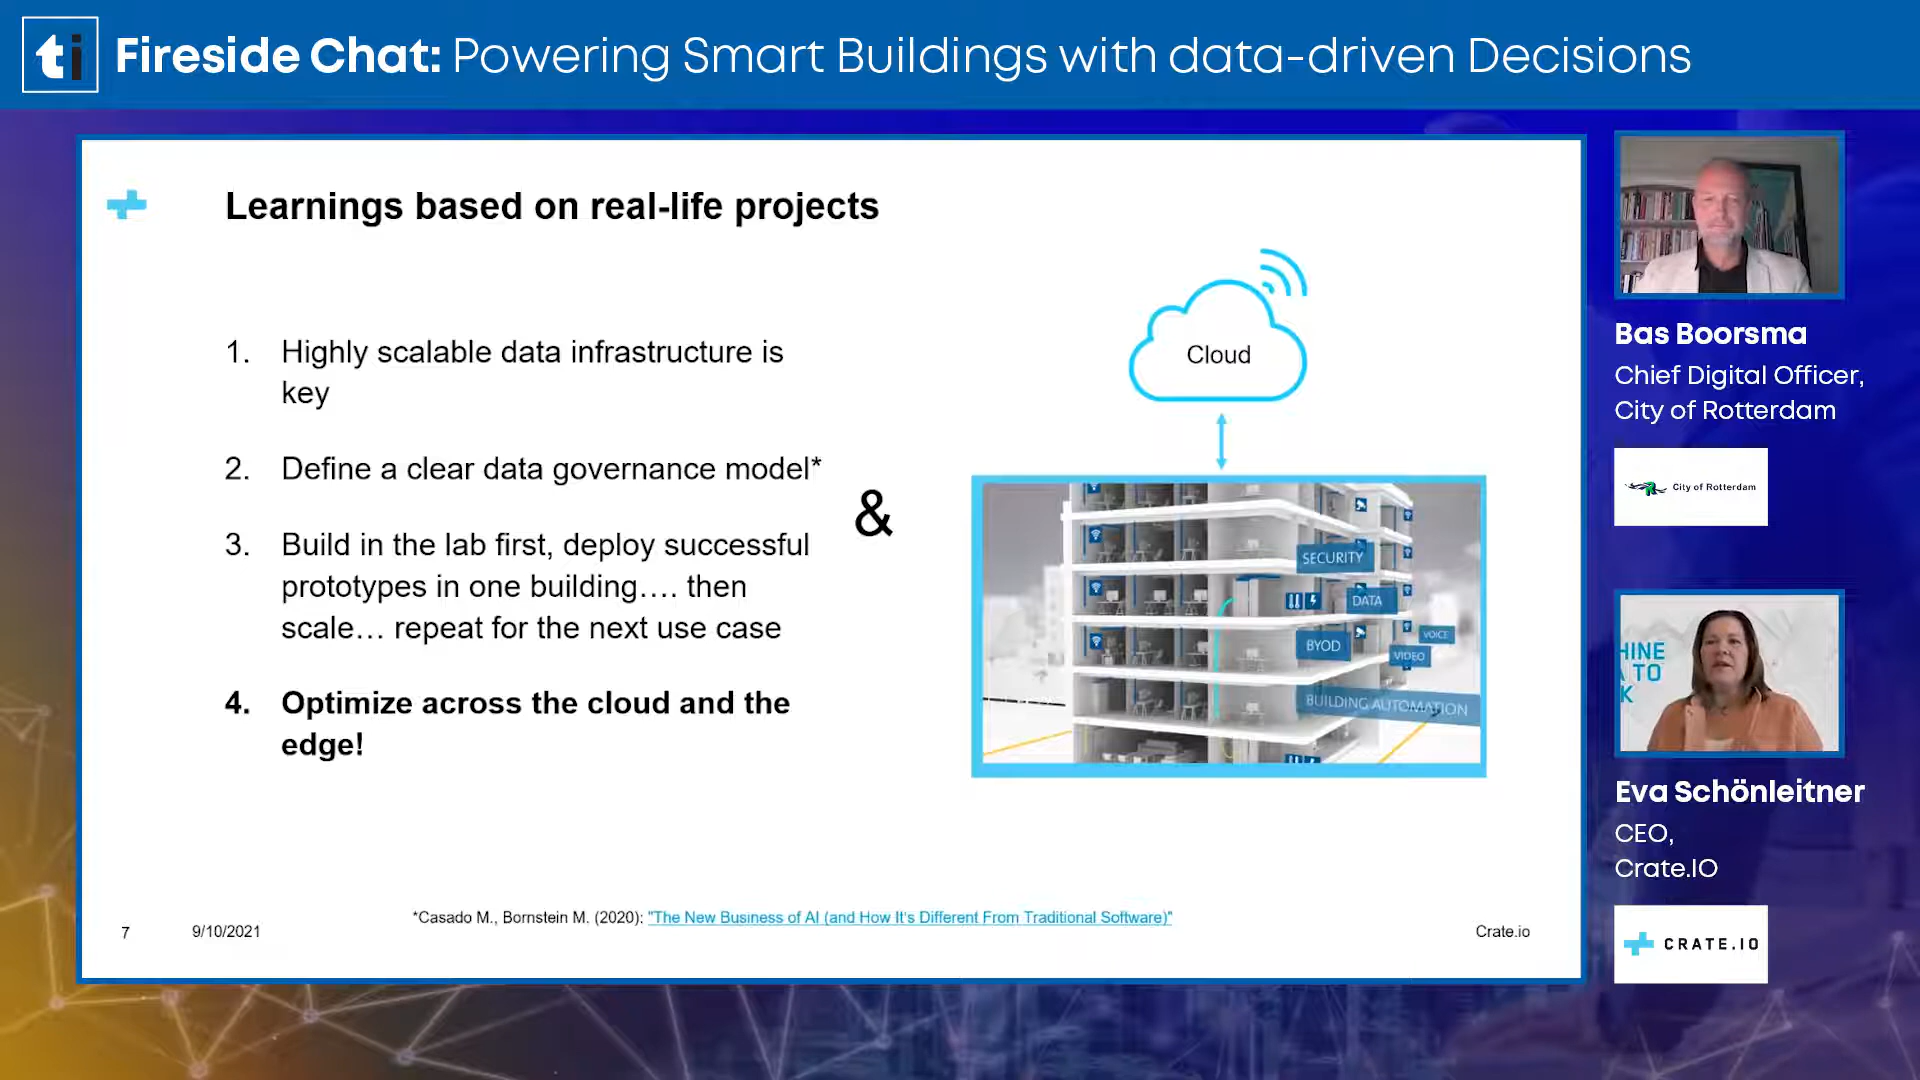 ti Fireside Chat: Powering Smart Buildings with data-driven Decisions
Learnings based on real-life projects
1. Highly scalable data infrastructure is
key
2. Define a clear data governance model*
3. Build in the lab first, deploy successful
prototypes in one building…. then
scale… repeat for the next use case
4. Optimize across the cloud and the
edge!
&
Cloud
SECURITY
DATA
BYOD
VOICE
VIDEO
BUILDING AUTOMATION
*Casado M., Bornstein M. (2020): "The New Business of AI (and How It's Different From Traditional Software)"
7
9/10/2021
Crate.io
Bas Boorsma
Chief Digital Officer,
City of Rotterdam
City of Rotterdam
HINE
TO
K
Eva Schönleitner
CEO,
Crate.IO
CRATE.IO